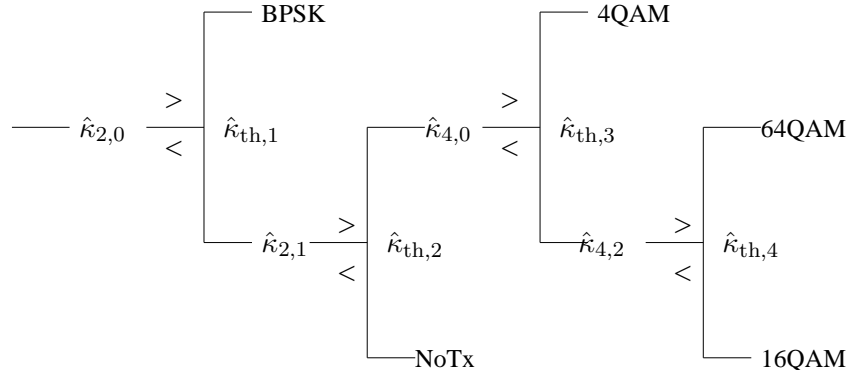 BPSK
4QAM
>
>
κ̂2,0
κ̂th,1
κ̂4,0
κ̂th,3
64QAM
<
<
>
>
κ̂2,1
κ̂th,2
κ̂4,2
κ̂th,4
<
<
NoTx
16QAM